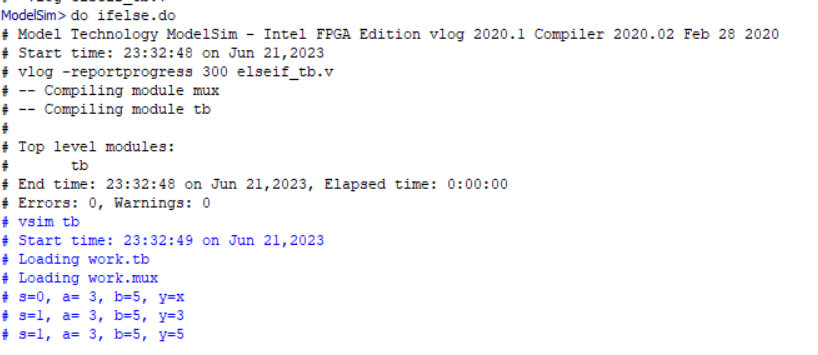 ModelSim> do ifelse.do
# Model Technology ModelSim - Intel FPGA Edition vlog 2020.1 Compiler 2020.02 Feb 28 2020
# Start time: 23:32:48 on Jun 21,2023
# vlog -reportprogress 300 elseif_tb.v
# -- Compiling module mux
# -- Compiling module tb
#
# Top level modules:
#       tb
# End time: 23:32:48 on Jun 21,2023, Elapsed time: 0:00:00
# Errors: 0, Warnings: 0
# vsim tb
# Start time: 23:32:49 on Jun 21,2023
# Loading work.tb
# Loading work.mux
# s=0, a= 3, b=5, y=x
# s=1, a= 3, b=5, y=3
# s=1, a= 3, b=5, y=5